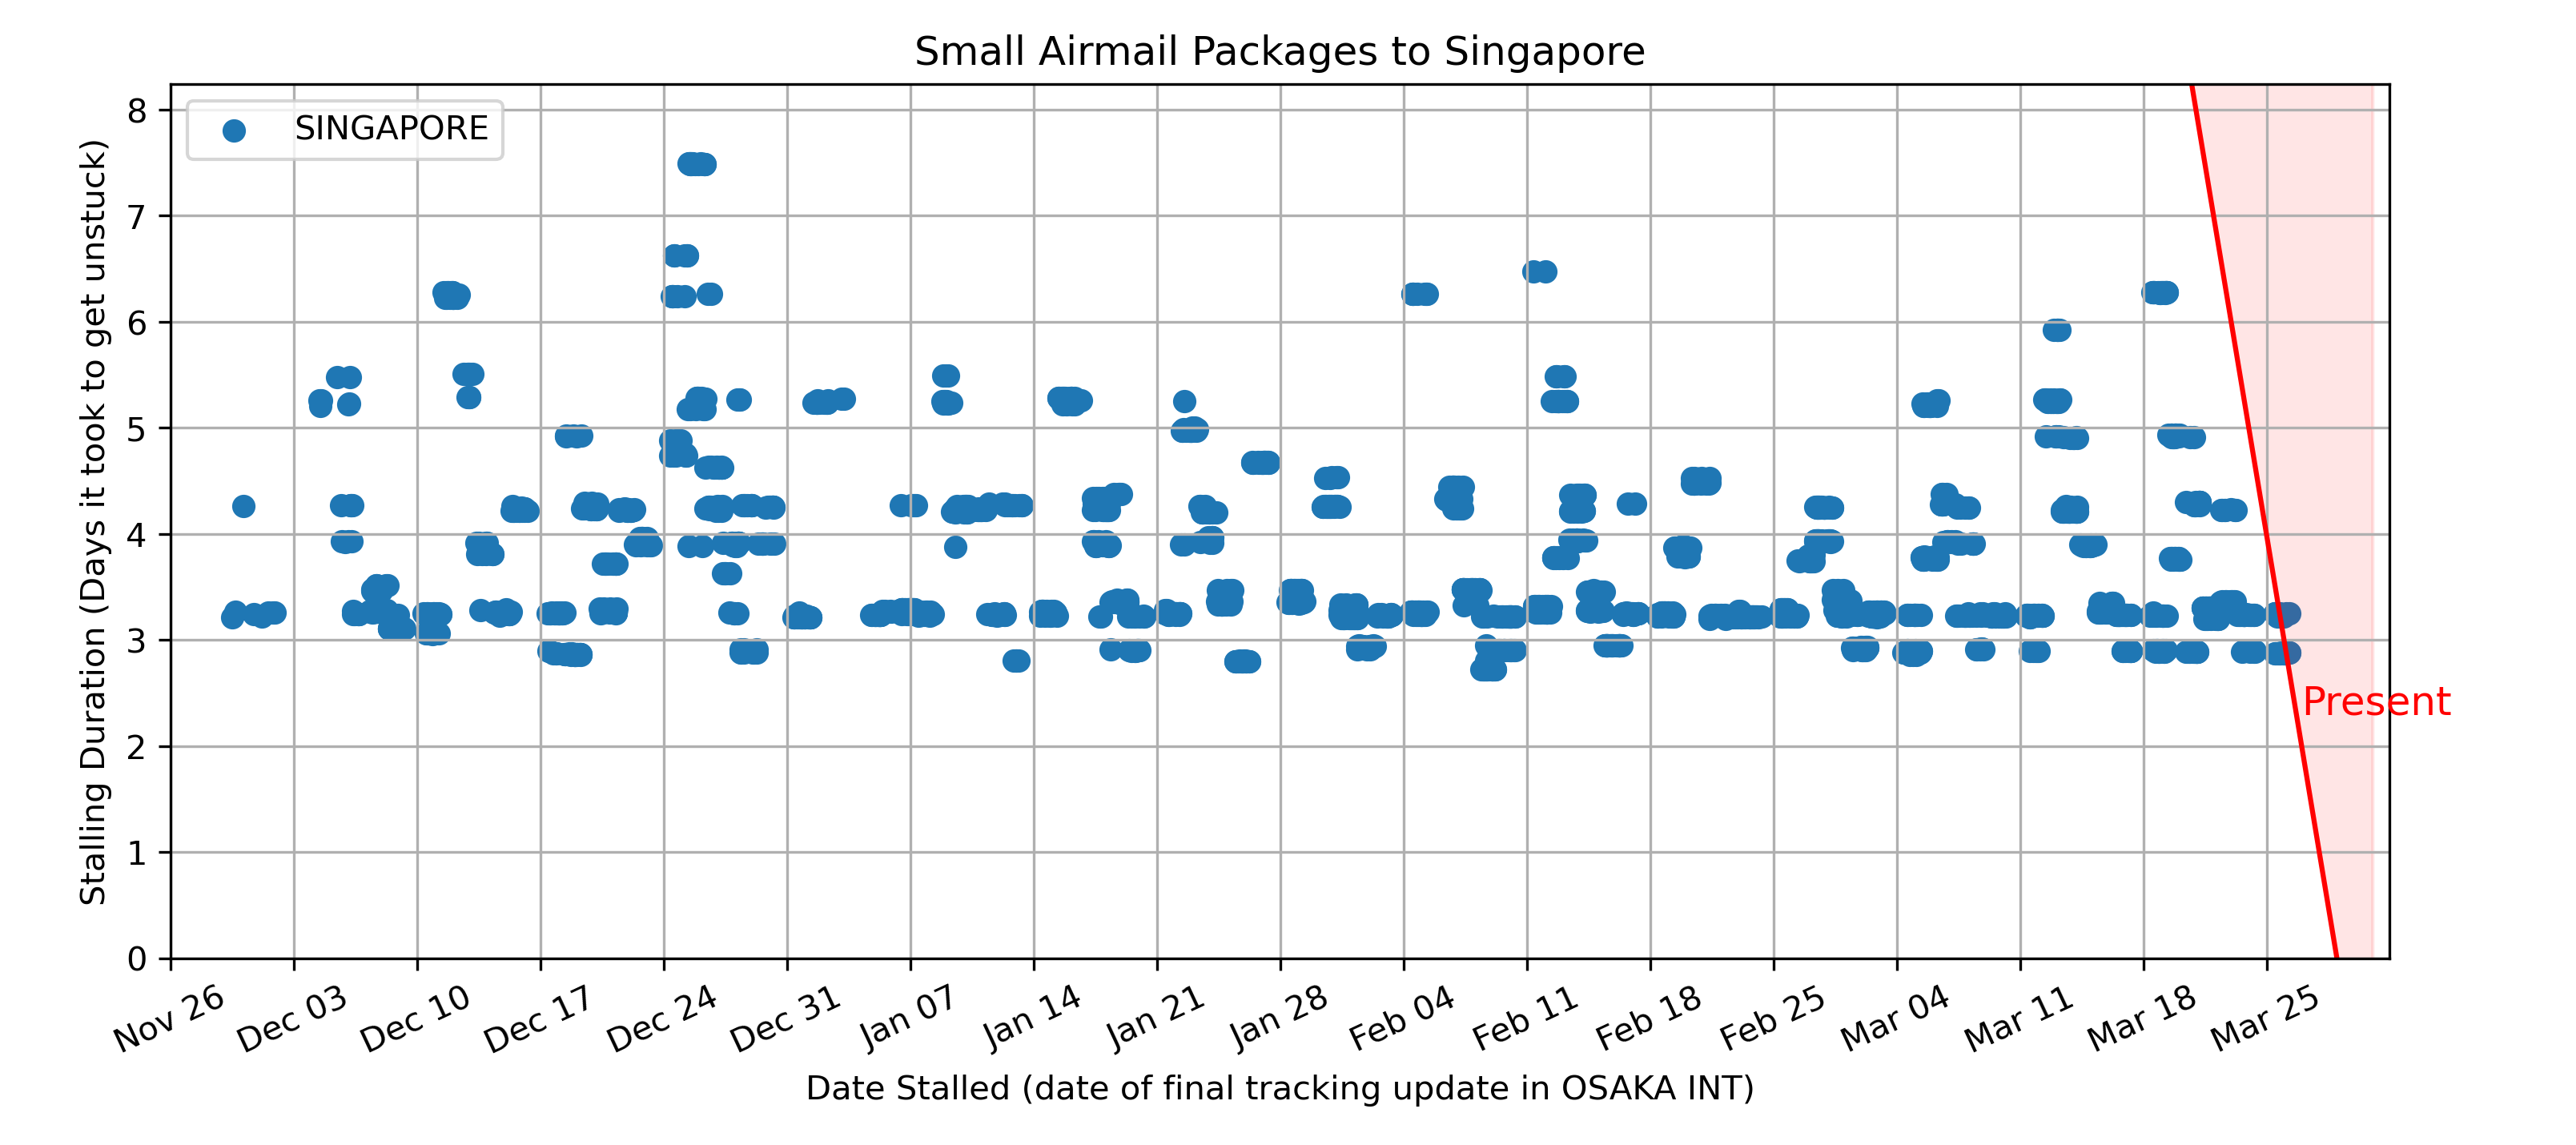 Small Airmail Packages to Singapore
SINGAPORE
Stalling Duration (Days it took to get unstuck)
8
7
6
5
4
3
2
1
0
Present
Nov 26
Dec 03
Dec 10
Dec 17
Dec 24
Dec 31
Jan 07
Jan 14
Jan 21
Jan 28
Feb 04
Feb 11
Feb 18
Feb 25
Mar 04
Mar 11
Mar 18
Mar 25
Date Stalled (date of final tracking update in OSAKA INT)